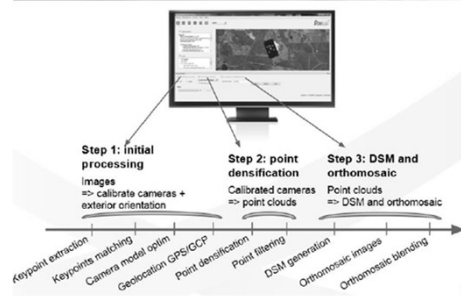 Step 1: initial
processing
Images
=> calibrate cameras +
exterior orientation
Step 2: point
densification
Calibrated cameras
=> point clouds
Step 3: DSM and
orthomosaic
Point clouds
=> DSM and orthomosaic
Keypoint extraction
Keypoints matching
Camera model optim
Geolocation GPS/GCP
Point densification
Point filtering
DSM generation
Orthomosaic images
Orthomosaic blending